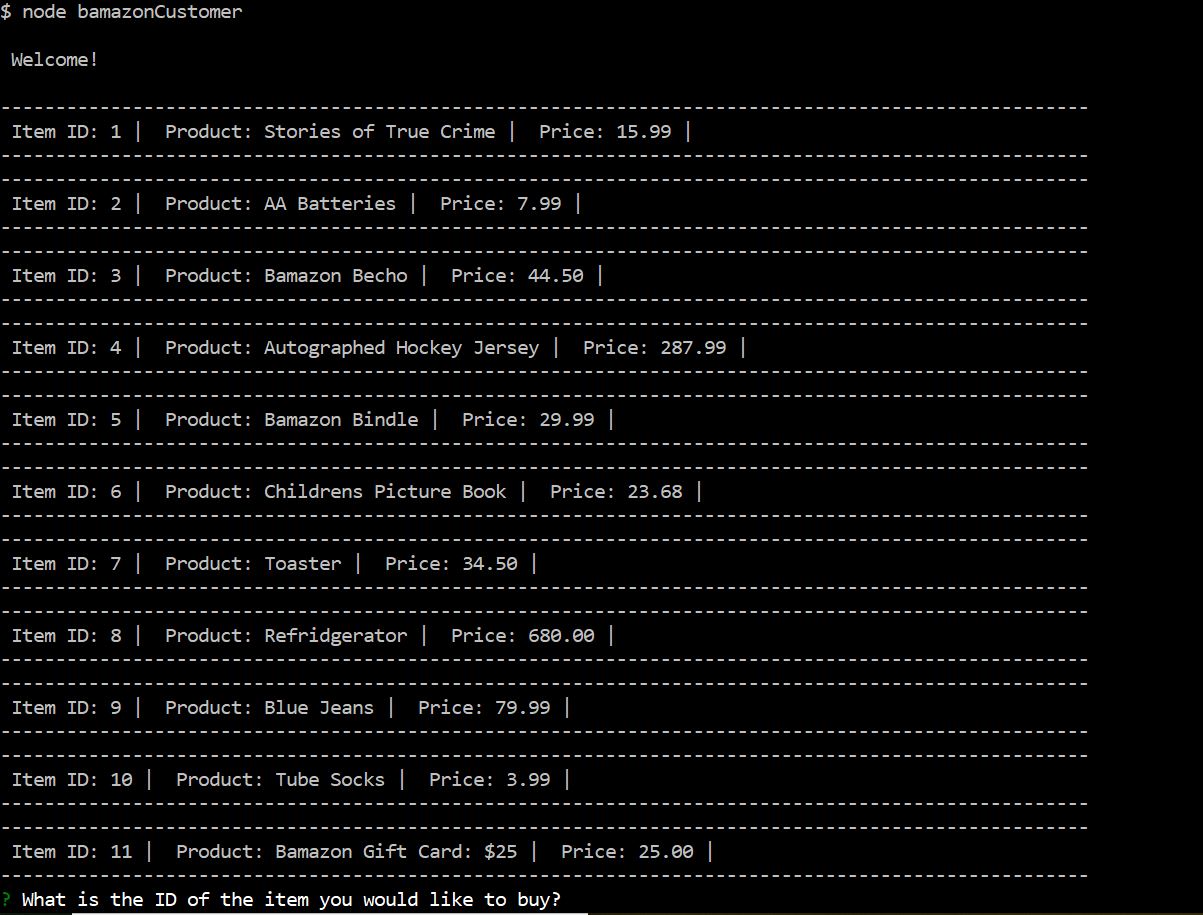 $ node bamazonCustomer
Welcome!
---------------------------------------------------------------------------------------------------
Item ID: 1 |  Product: Stories of True Crime |  Price: 15.99 |
---------------------------------------------------------------------------------------------------
---------------------------------------------------------------------------------------------------
Item ID: 2 |  Product: AA Batteries |  Price: 7.99 |
---------------------------------------------------------------------------------------------------
---------------------------------------------------------------------------------------------------
Item ID: 3 |  Product: Bamazon Becho |  Price: 44.50 |
---------------------------------------------------------------------------------------------------
---------------------------------------------------------------------------------------------------
Item ID: 4 |  Product: Autographed Hockey Jersey |  Price: 287.99 |
---------------------------------------------------------------------------------------------------
---------------------------------------------------------------------------------------------------
Item ID: 5 |  Product: Bamazon Bindle |  Price: 29.99 |
---------------------------------------------------------------------------------------------------
---------------------------------------------------------------------------------------------------
Item ID: 6 |  Product: Childrens Picture Book |  Price: 23.68 |
---------------------------------------------------------------------------------------------------
---------------------------------------------------------------------------------------------------
Item ID: 7 |  Product: Toaster |  Price: 34.50 |
---------------------------------------------------------------------------------------------------
---------------------------------------------------------------------------------------------------
Item ID: 8 |  Product: Refridgerator |  Price: 680.00 |
---------------------------------------------------------------------------------------------------
---------------------------------------------------------------------------------------------------
Item ID: 9 |  Product: Blue Jeans |  Price: 79.99 |
---------------------------------------------------------------------------------------------------
---------------------------------------------------------------------------------------------------
Item ID: 10 |  Product: Tube Socks |  Price: 3.99 |
---------------------------------------------------------------------------------------------------
---------------------------------------------------------------------------------------------------
Item ID: 11 |  Product: Bamazon Gift Card: $25 |  Price: 25.00 |
---------------------------------------------------------------------------------------------------
? What is the ID of the item you would like to buy?